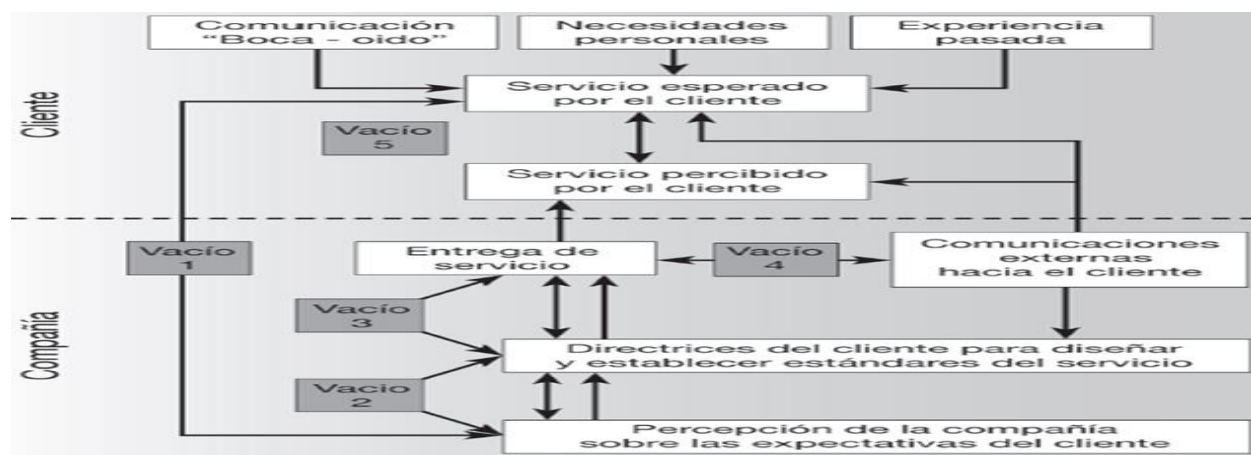 Comunicación
“Boca - oido”
Necesidades
personales
Experiencia
pasada
Cliente
Servicio esperado
por el cliente
Vacío
5
Servicio percibido
por el cliente
Vacío
1
Entrega de
servicio
Vacío
4
Comunicaciones
externas
hacia el cliente
Compañía
Vacío
3
Directrices del cliente para diseñar
y establecer estándares del servicio
Vacio
2
Percepción de la compañía
sobre las expectativas del cliente